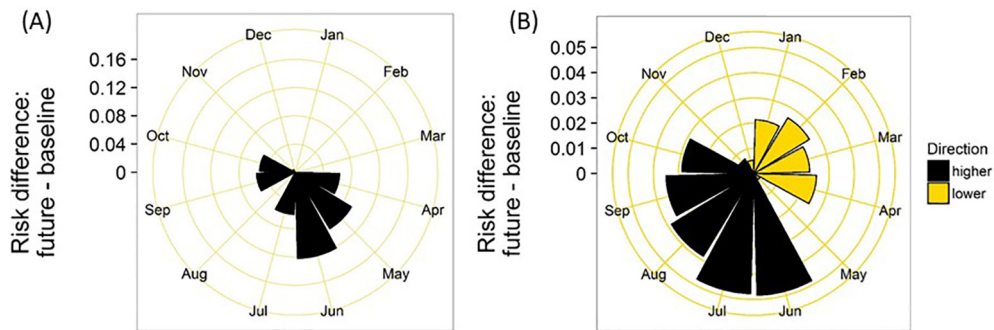 (A)
Risk difference:
future - baseline
0.16
0.12
0.08
0.04
0
Dec
Jan
Nov
Feb
Oct
Mar
Sep
Apr
Aug
May
Jul
Jun
(B)
Risk difference:
future - baseline
0.05
0.04
0.03
0.02
0.01
0
Dec
Jan
Nov
Feb
Oct
Mar
Sep
Apr
Aug
May
Jul
Jun
Direction
higher
lower